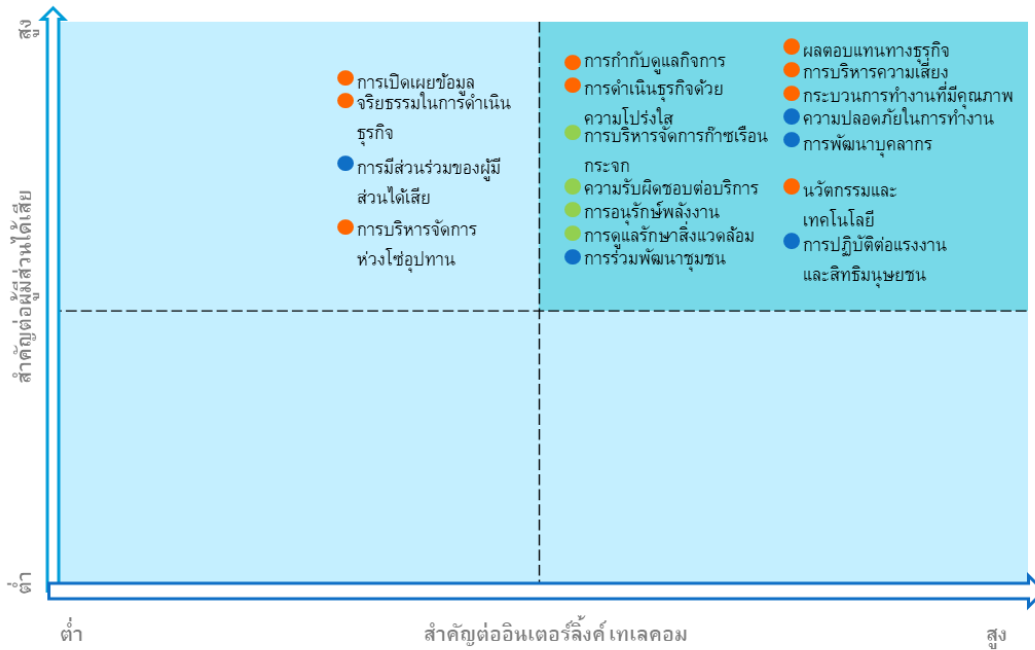 สูง
สำคัญต่อผู้มีส่วนได้เสีย
ต่ำ
การเปิดเผยข้อมูล
จริยธรรมในการดำเนิน
ธุรกิจ
การมีส่วนร่วมของผู้มี
ส่วนได้เสีย
การบริหารจัดการ
ห่วงโซ่อุปทาน
การกำกับดูแลกิจการ
การดำเนินธุรกิจด้วย
ความโปร่งใส
การบริหารจัดการก๊าซเรือน
กระจก
ความรับผิดชอบต่อบริการ
การอนุรักษ์พลังงาน
การดูแลรักษาสิ่งแวดล้อม
การร่วมพัฒนาชุมชน
ผลตอบแทนทางธุรกิจ
การบริหารความเสี่ยง
กระบวนการทำงานที่มีคุณภาพ
ความปลอดภัยในการทำงาน
การพัฒนาบุคลากร
นวัตกรรมและ
เทคโนโลยี
การปฏิบัติต่อแรงงาน
และสิทธิมนุษยชน
ต่ำ
สำคัญต่ออินเตอร์ลิ้งค์ เทเลคอม
สูง